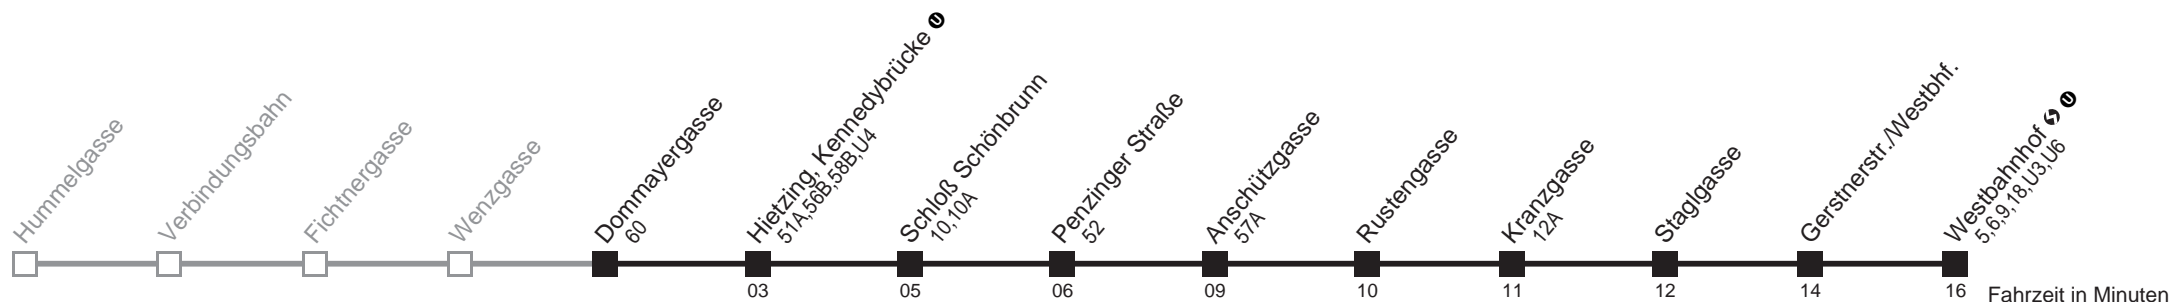 Hummelgasse
Verbindungsbahn
Fichtnergasse
Wenzgasse
Dommayergasse
60
Hietzing, Kennedybrücke U
51A,56B,58B,U4
Schloß Schönbrunn
10,10A
Penzinger Straße
52
Anschützgasse
57A
Rustengasse
Kranzgasse
12A
Staglgasse
Gerstnerstr./Westbhf.
Westbahnhof S U
5,6,9,18,U3,U6
03 05 06 09 10 11 12 14 16 Fahrzeit in Minuten